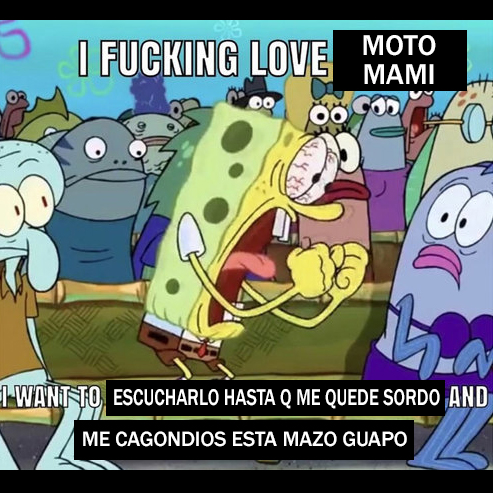 I FUCKING LOVE MOTO MAMI
I WANT TO ESCUCHARLO HASTA Q ME QUEDE SORDO AND
ME CAGONDIOS ESTA MAZO GUAPO